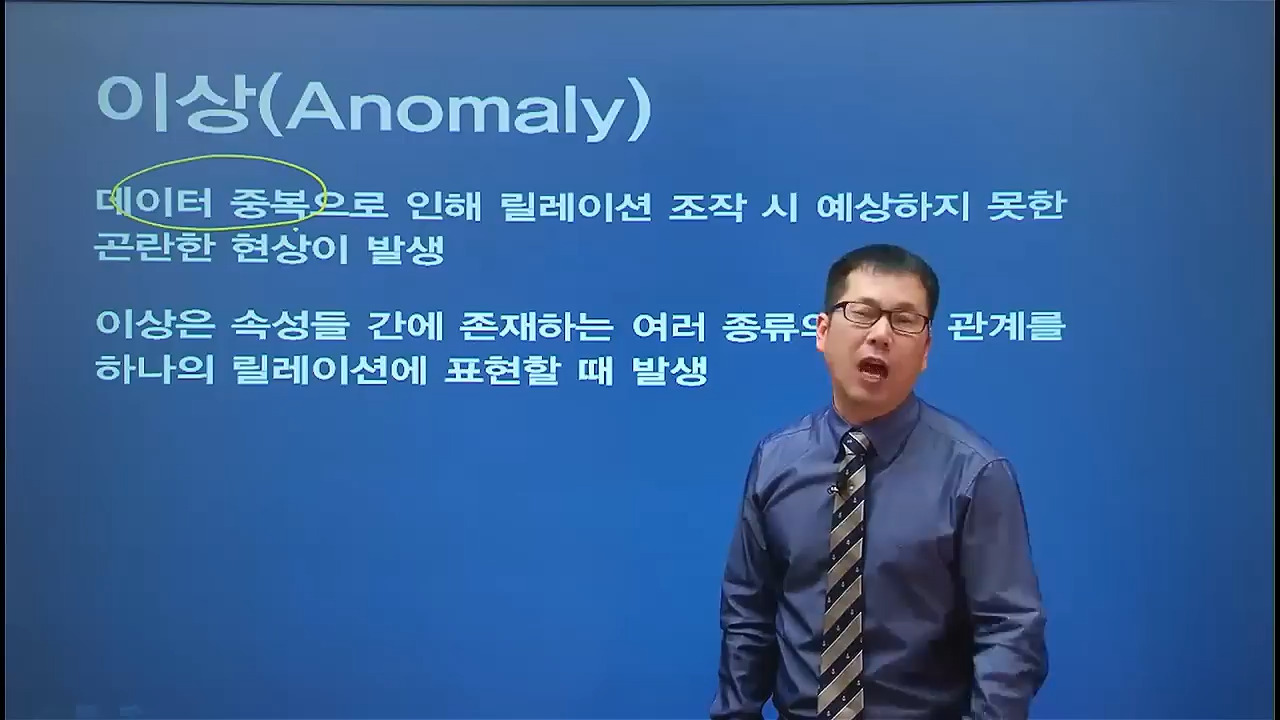 이상(Anomaly)
데이터 중복으로 인해 릴레이션 조작 시 예상하지 못한
곤란한 현상이 발생
이상은 속성들 간에 존재하는 여러 관계를
하나의 릴레이션에 표현할 때 발생